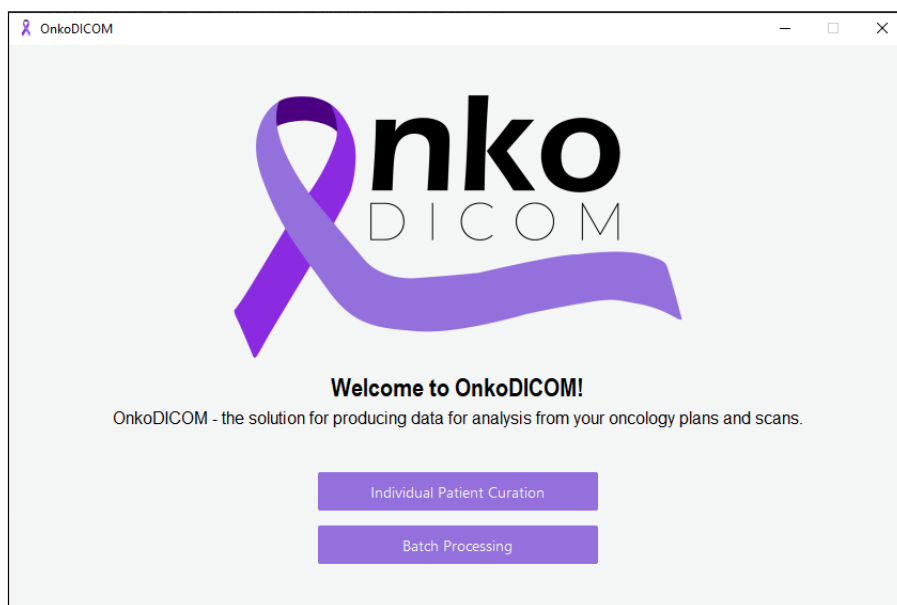 OnkoDICOM
nko
DICOM
Welcome to OnkoDICOM!
OnkoDICOM - the solution for producing data for analysis from your oncology plans and scans.
Individual Patient Curation
Batch Processing